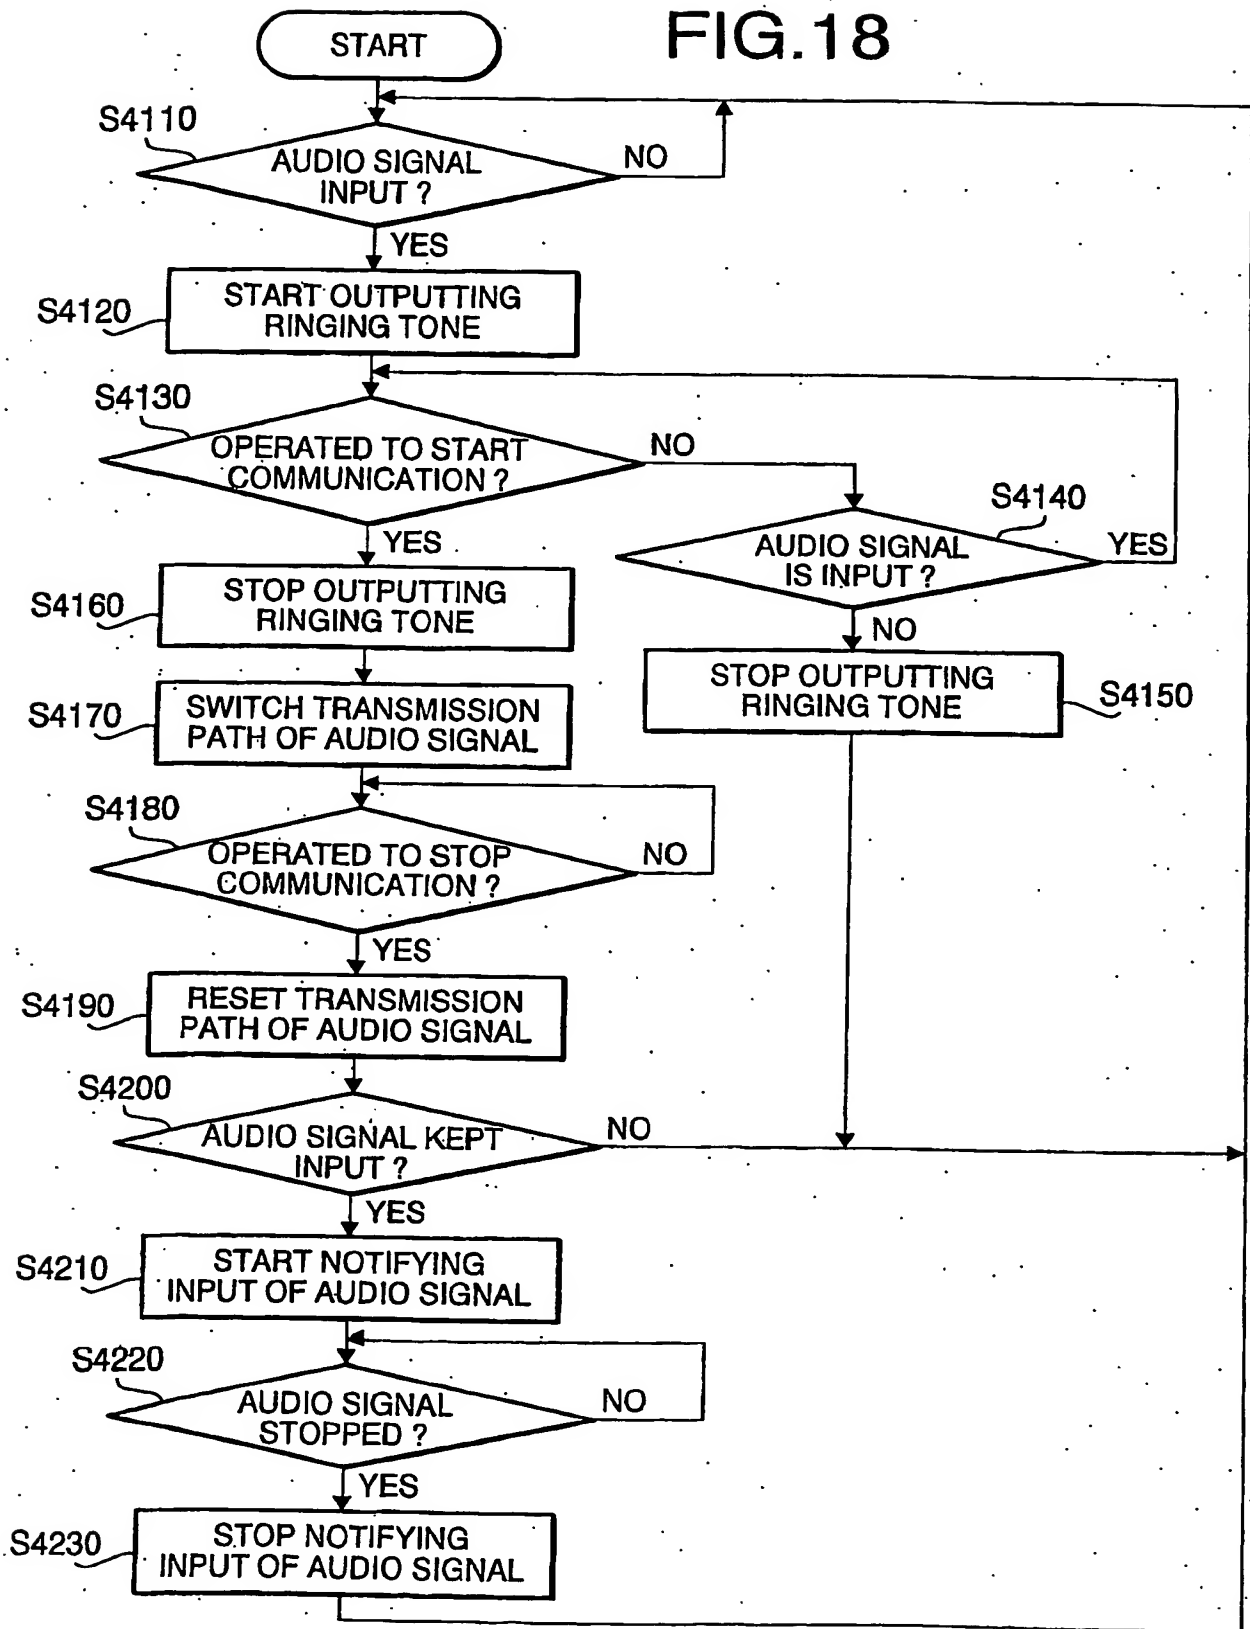 FIG.18
START
S4110
AUDIO SIGNAL
INPUT ?
NO
YES
S4120
START OUTPUTTING
RINGING TONE
S4130
OPERATED TO START
COMMUNICATION ?
NO
S4140
AUDIO SIGNAL
IS INPUT ?
YES
YES
NO
S4160
STOP OUTPUTTING
RINGING TONE
STOP OUTPUTTING
RINGING TONE
S4150
S4170
SWITCH TRANSMISSION
PATH OF AUDIO SIGNAL
S4180
OPERATED TO STOP
COMMUNICATION ?
NO
YES
S4190
RESET TRANSMISSION
PATH OF AUDIO SIGNAL
S4200
AUDIO SIGNAL KEPT
INPUT ?
NO
YES
S4210
START NOTIFYING
INPUT OF AUDIO SIGNAL
S4220
AUDIO SIGNAL
STOPPED ?
NO
YES
S4230
STOP NOTIFYING
INPUT OF AUDIO SIGNAL